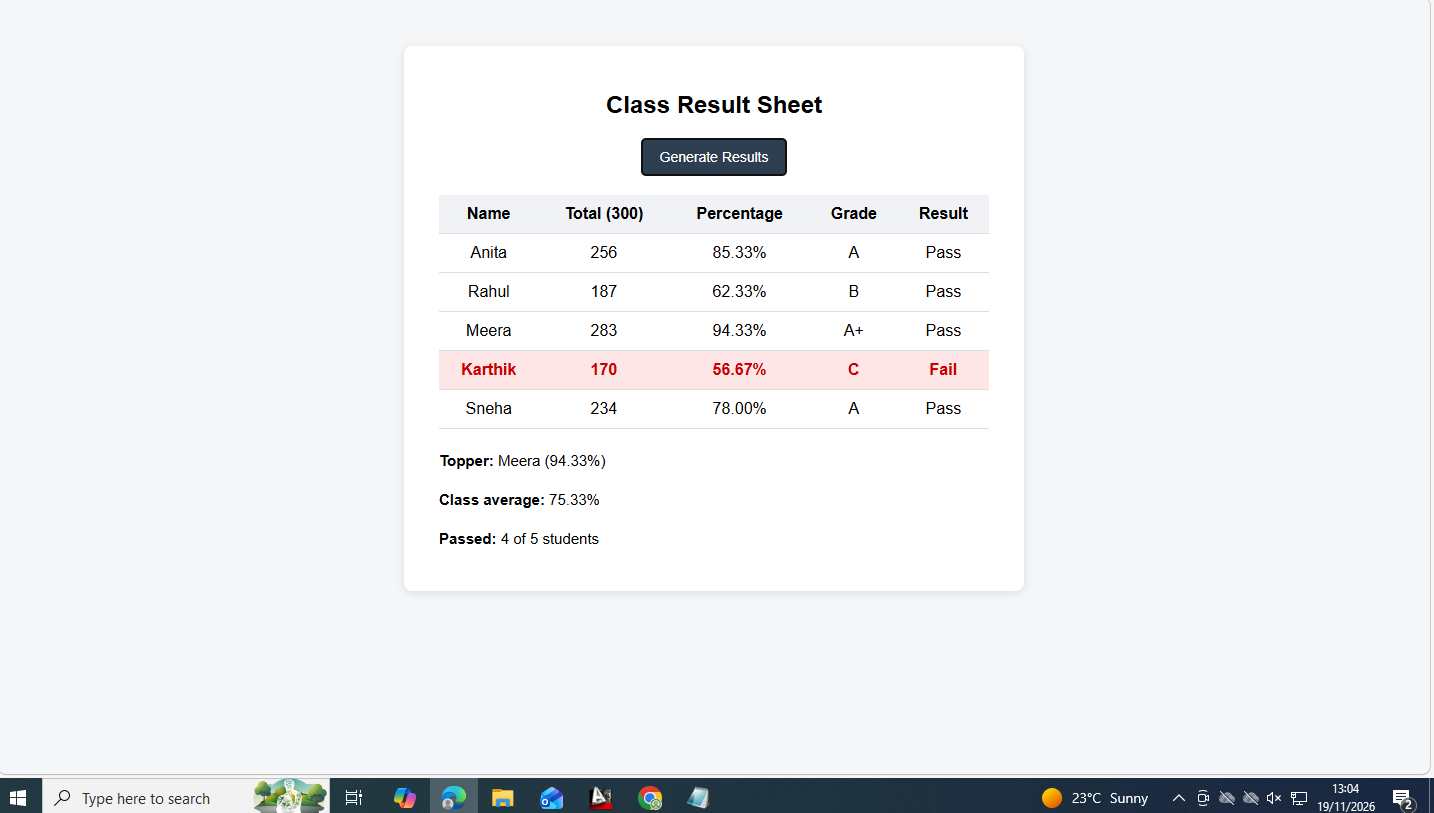 Class Result Sheet
Generate Results
Name Total (300) Percentage Grade Result
Anita 256 85.33% A Pass
Rahul 187 62.33% B Pass
Meera 283 94.33% A+ Pass
Karthik 170 56.67% C Fail
Sneha 234 78.00% A Pass
Topper: Meera (94.33%)
Class average: 75.33%
Passed: 4 of 5 students
Type here to search
23°C Sunny
13:04
19/11/2026
2